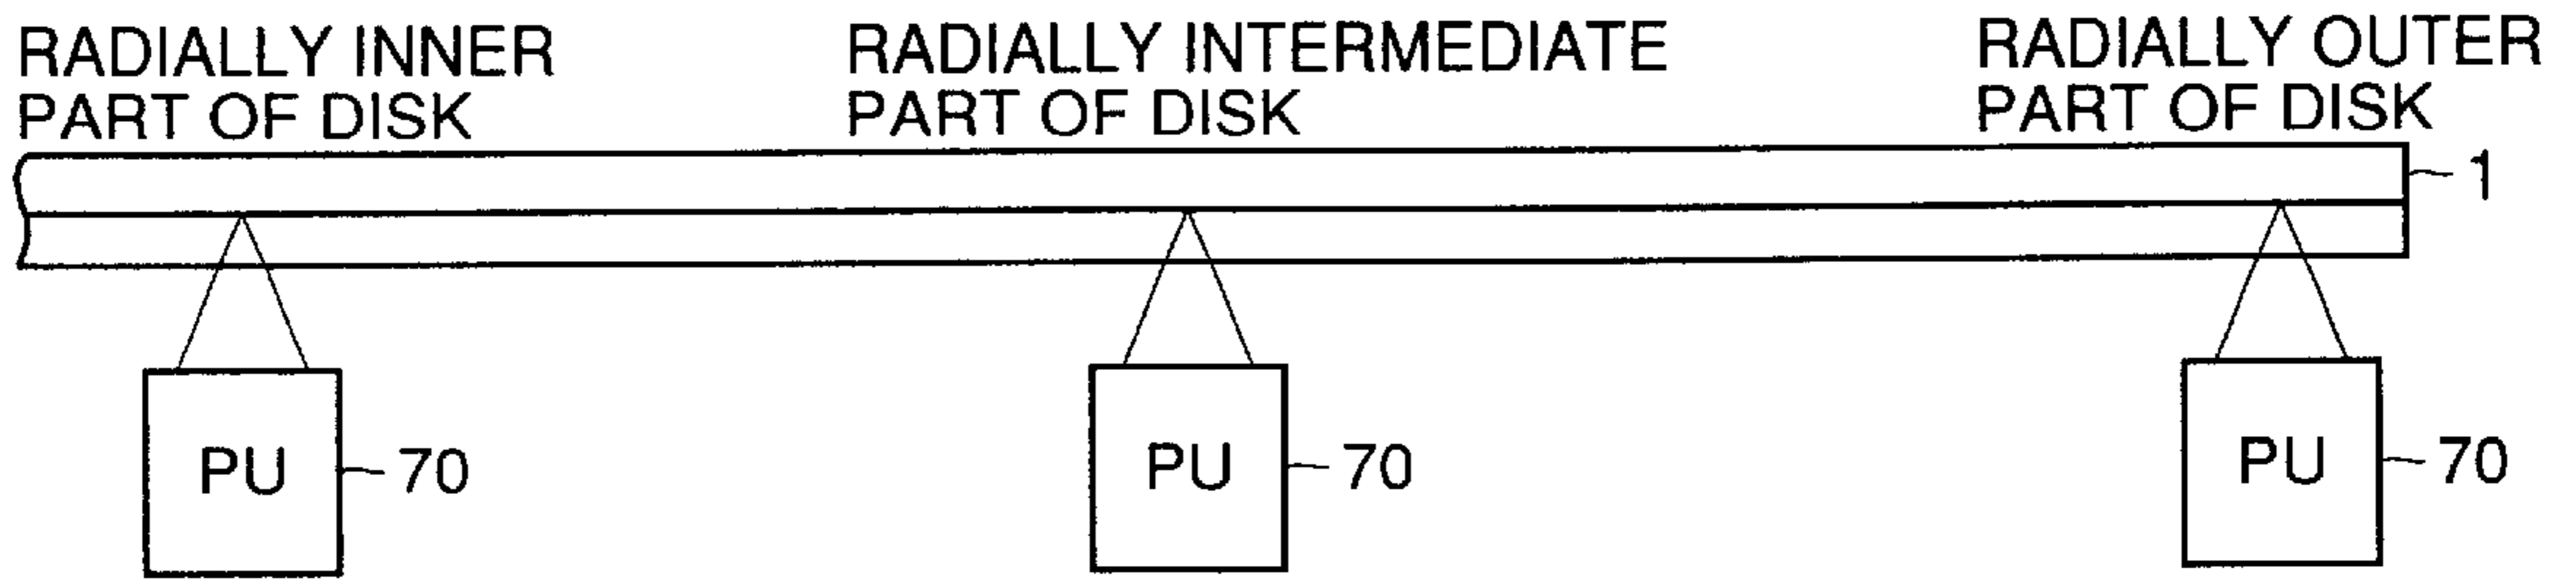 RADIALLY INNER
PART OF DISK
RADIALLY INTERMEDIATE
PART OF DISK
RADIALLY OUTER
PART OF DISK
1
PU
70
PU
70
PU
70